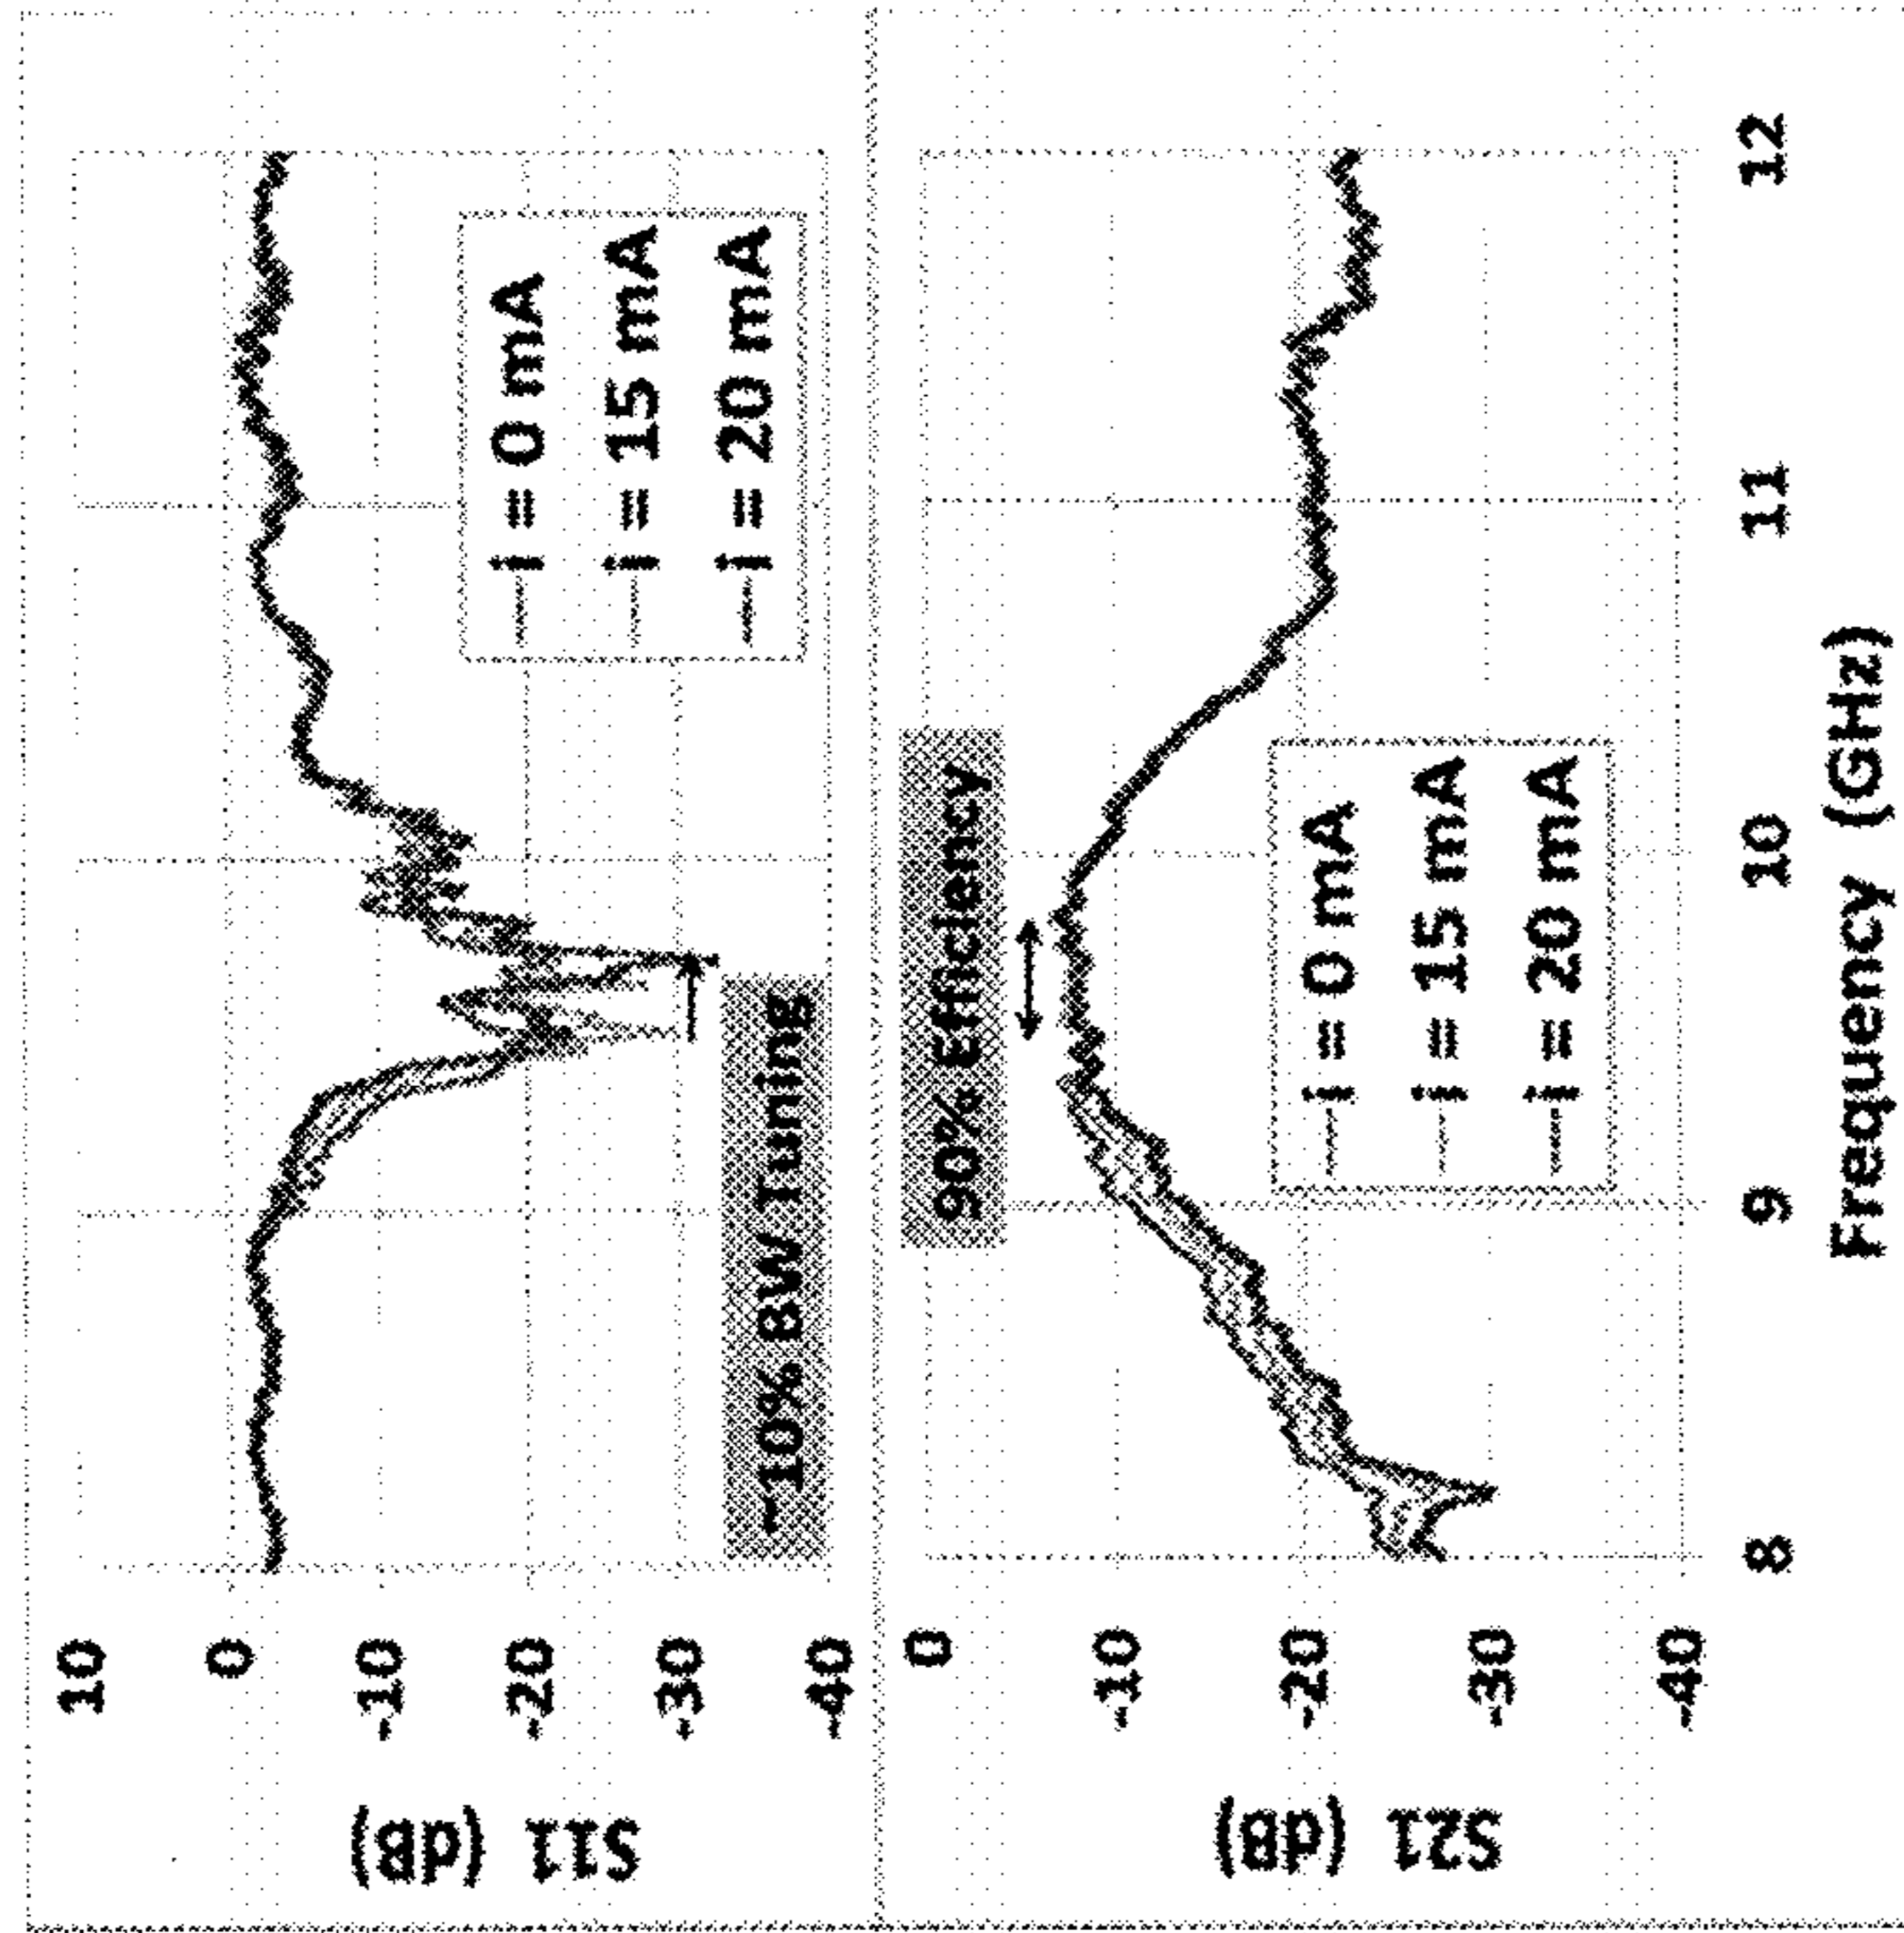 S11 (dB)
10
0
-10
-20
-30
-40
i = 0 mA
i = 15 mA
i = 20 mA
~10% BW Tuning
S21 (dB)
0
-10
-20
-30
-40
90% Efficiency
i = 0 mA
i = 15 mA
i = 20 mA
8 9 10 11 12
Frequency (GHz)